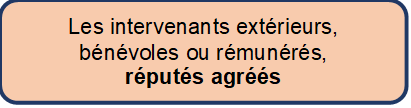 Les intervenants extérieurs,
bénévoles ou rémunérés,
réputés agréés